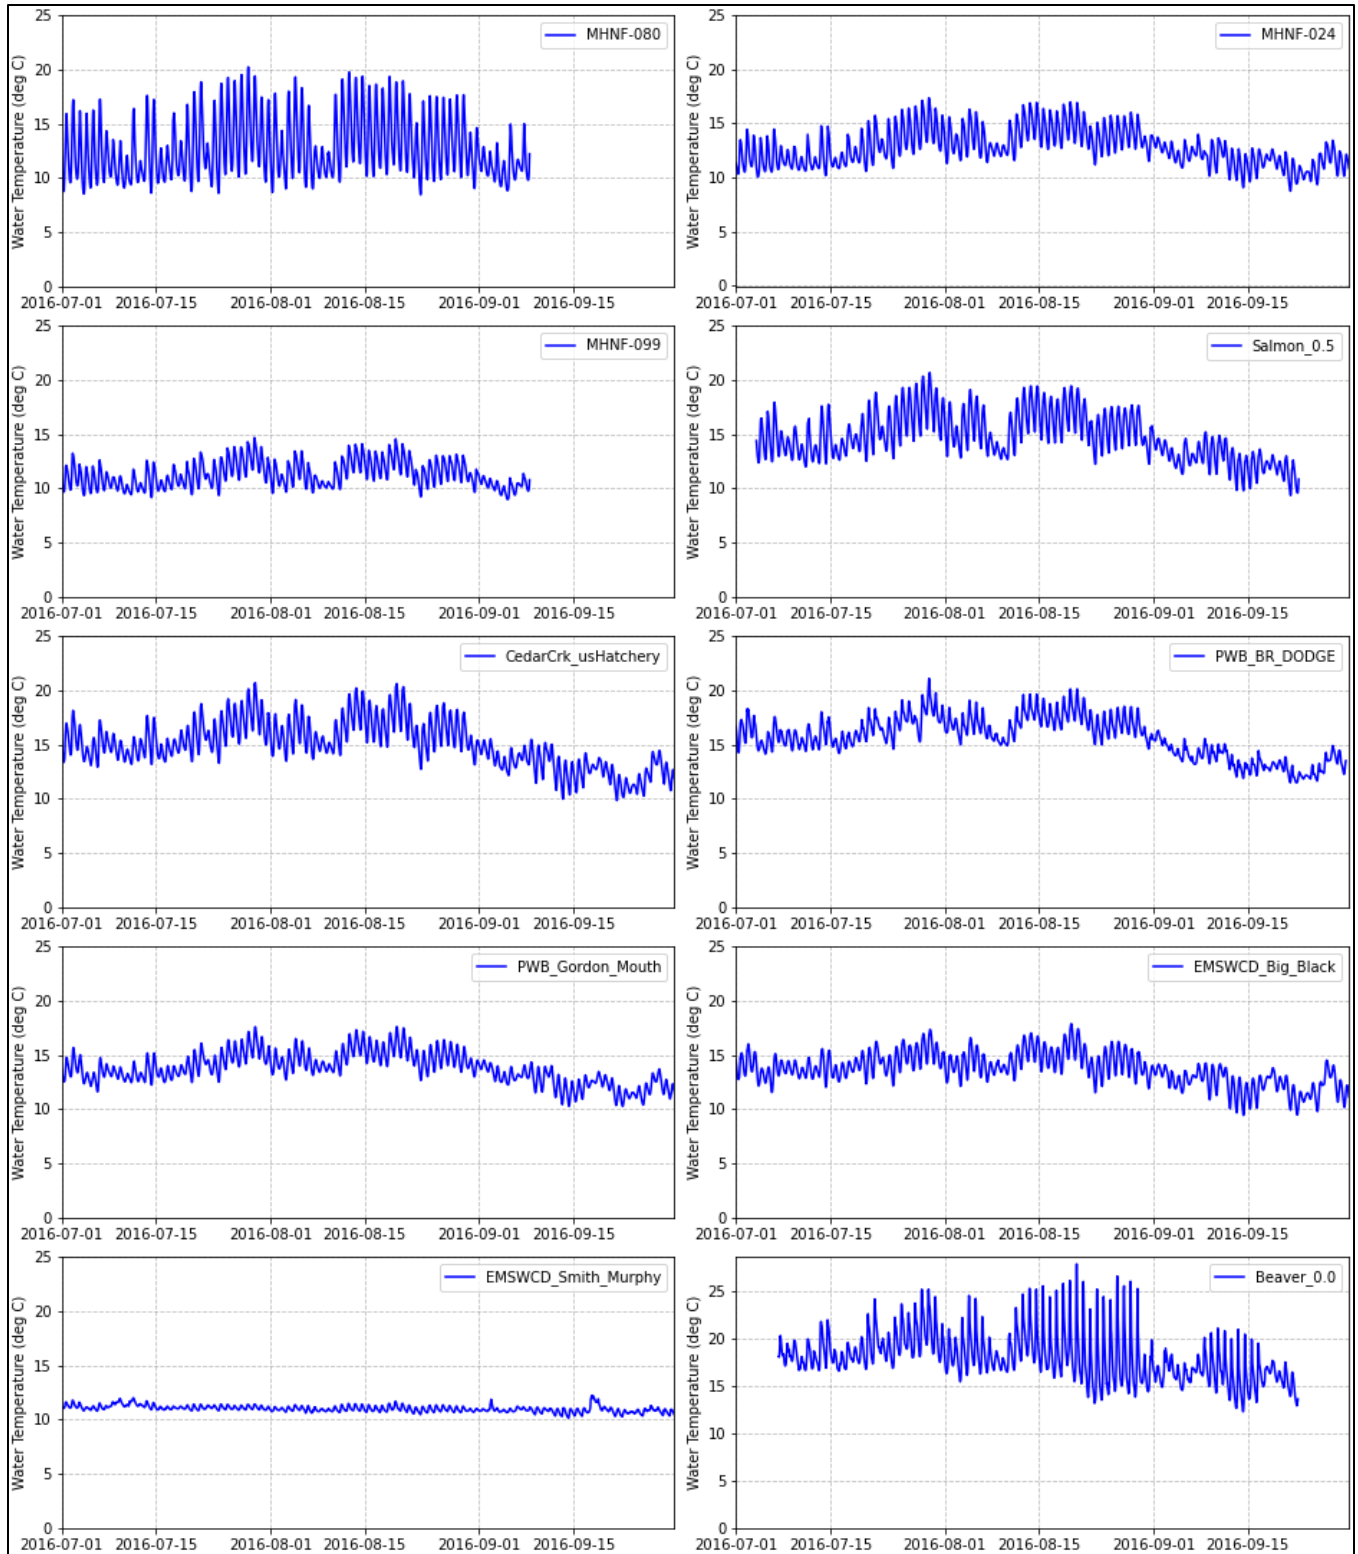 MHNF-080
Water Temperature (deg C)
25
20
15
10
5
0
2016-07-01 2016-07-15 2016-08-01 2016-08-15 2016-09-01 2016-09-15
MHNF-024
Water Temperature (deg C)
25
20
15
10
5
0
2016-07-01 2016-07-15 2016-08-01 2016-08-15 2016-09-01 2016-09-15
MHNF-099
Water Temperature (deg C)
25
20
15
10
5
0
2016-07-01 2016-07-15 2016-08-01 2016-08-15 2016-09-01 2016-09-15
Salmon_0.5
Water Temperature (deg C)
25
20
15
10
5
0
2016-07-01 2016-07-15 2016-08-01 2016-08-15 2016-09-01 2016-09-15
CedarCrk_usHatchery
Water Temperature (deg C)
25
20
15
10
5
0
2016-07-01 2016-07-15 2016-08-01 2016-08-15 2016-09-01 2016-09-15
PWB_BR_DODGE
Water Temperature (deg C)
25
20
15
10
5
0
2016-07-01 2016-07-15 2016-08-01 2016-08-15 2016-09-01 2016-09-15
PWB_Gordon_Mouth
Water Temperature (deg C)
25
20
15
10
5
0
2016-07-01 2016-07-15 2016-08-01 2016-08-15 2016-09-01 2016-09-15
EMSWCD_Big_Black
Water Temperature (deg C)
25
20
15
10
5
0
2016-07-01 2016-07-15 2016-08-01 2016-08-15 2016-09-01 2016-09-15
EMSWCD_Smith_Murphy
Water Temperature (deg C)
25
20
15
10
5
0
2016-07-01 2016-07-15 2016-08-01 2016-08-15 2016-09-01 2016-09-15
Beaver_0.0
Water Temperature (deg C)
25
20
15
10
5
0
2016-07-01 2016-07-15 2016-08-01 2016-08-15 2016-09-01 2016-09-15